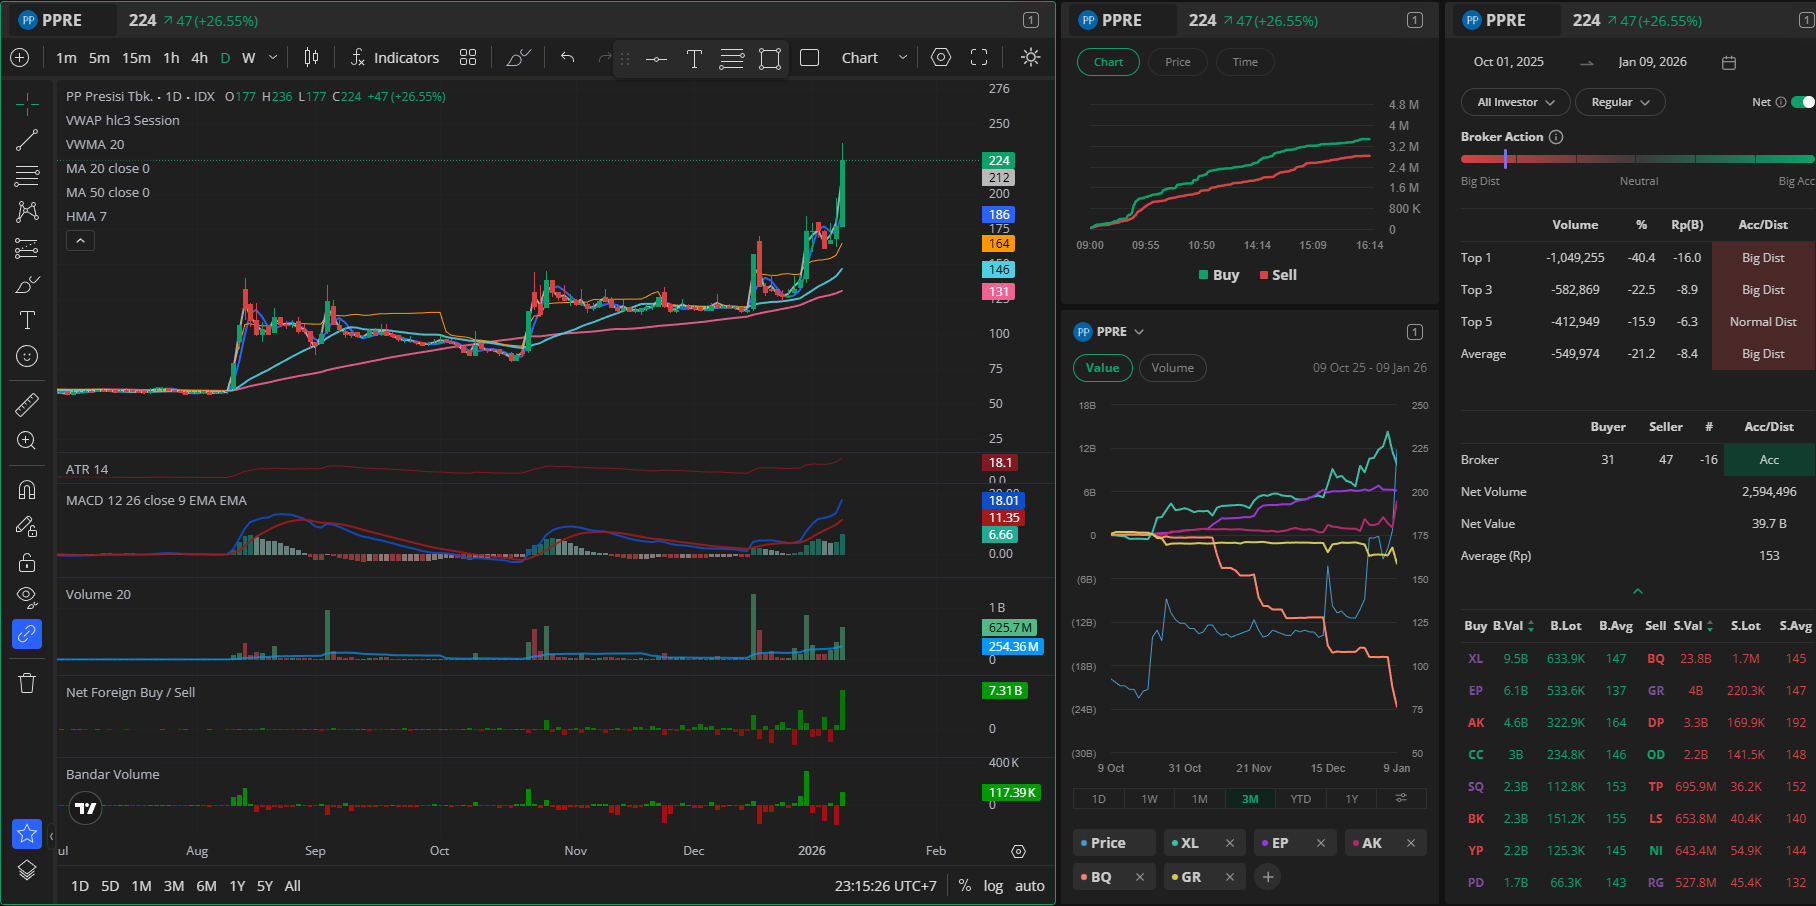 PP PPRE 224 ↗ 47 (+26.55%) 1
1m 5m 15m 1h 4h D W Indicators Chart
PP Presisi Tbk. · 1D · IDX O177 H236 L177 C224 +47 (+26.55%)
VWAP hlc3 Session
VWMA 20
MA 20 close 0
MA 50 close 0
HMA 7
276
250
224
212
200
186
175
164
146
131
100
75
50
25
ATR 14
18.1
0.0
MACD 12 26 close 9 EMA EMA
18.01
11.35
6.66
0.00
Volume 20
1 B
625.7 M
254.36 M
0
Net Foreign Buy / Sell
7.31 B
0
Bandar Volume
400 K
117.39 K
0
ul Aug Sep Oct Nov Dec 2026 Feb
1D 5D 1M 3M 6M 1Y 5Y All 23:15:26 UTC+7 % log auto
PP PPRE 224 ↗ 47 (+26.55%) 1
Chart Price Time
4.8 M
4 M
3.2 M
2.4 M
1.6 M
800 K
0
09:00 09:55 10:50 14:14 15:09 16:14
Buy Sell
PP PPRE 1
Value Volume 09 Oct 25 - 09 Jan 26
18B 250
12B 225
6B 200
0 175
(6B) 150
(12B) 125
(18B) 100
(24B) 75
(30B) 50
9 Oct 31 Oct 21 Nov 15 Dec 9 Jan
1D 1W 1M 3M YTD 1Y
Price XL × EP × AK ×
BQ × GR × +
PP PPRE 224 ↗ 47 (+26.55%) 1
Oct 01, 2025 → Jan 09, 2026
All Investor Regular Net
Broker Action
Big Dist Neutral Big Acc
Volume % Rp(B) Acc/Dist
Top 1 -1,049,255 -40.4 -16.0 Big Dist
Top 3 -582,869 -22.5 -8.9 Big Dist
Top 5 -412,949 -15.9 -6.3 Normal Dist
Average -549,974 -21.2 -8.4 Big Dist
Buyer Seller # Acc/Dist
Broker 31 47 -16 Acc
Net Volume 2,594,496
Net Value 39.7 B
Average (Rp) 153
Buy B.Val B.Lot B.Avg Sell S.Val S.Lot S.Avg
XL 9.5B 633.9K 147 BQ 23.8B 1.7M 145
EP 6.1B 533.6K 137 GR 4B 220.3K 147
AK 4.6B 322.9K 164 DP 3.3B 169.9K 192
CC 3B 234.8K 146 OD 2.2B 141.5K 148
SQ 2.3B 112.8K 153 TP 695.9M 36.2K 152
BK 2.3B 151.2K 155 LS 653.8M 40.4K 140
YP 2.2B 125.3K 145 NI 643.4M 54.9K 144
PD 1.7B 66.3K 143 RG 527.8M 45.4K 132